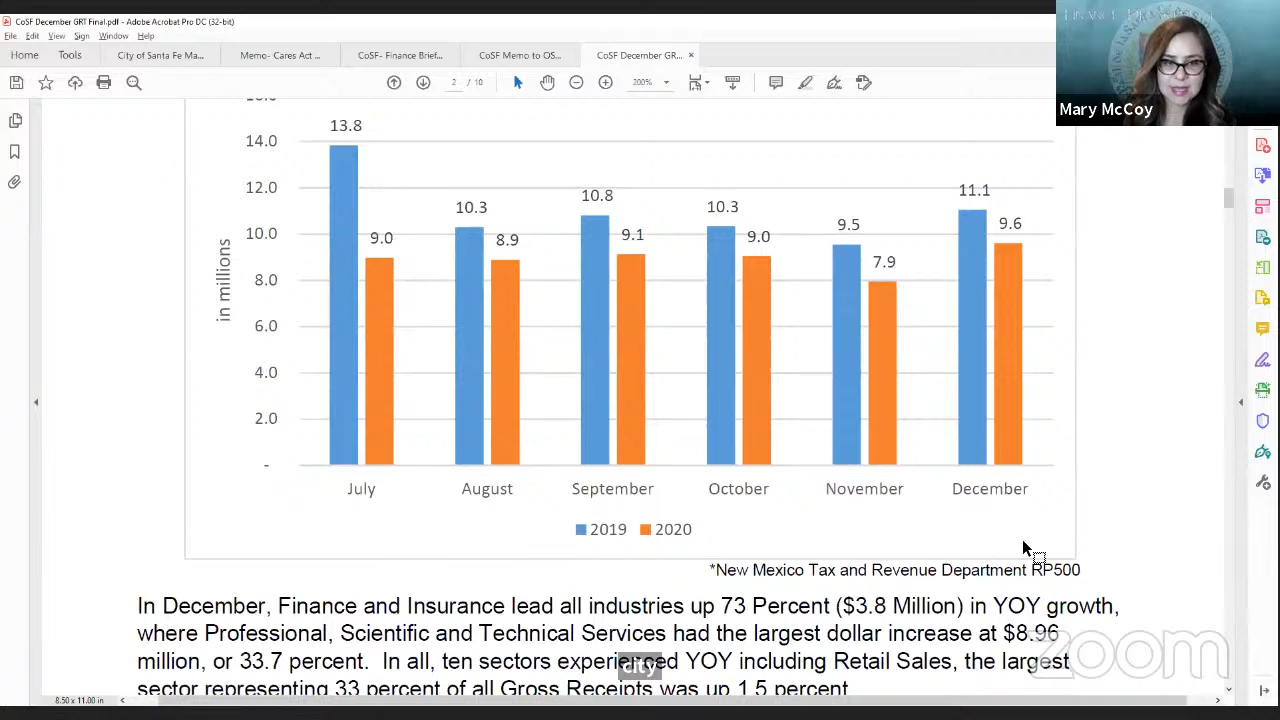 CoSF December GRT Final.pdf - Adobe Acrobat Pro DC (32-bit)
File Edit View Sign Window Help
Home Tools City of Santa Fe Ma... Memo- Cares Act ... CoSF- Finance Brief... CoSF Memo to OS... CoSF December GR... ×
2 / 10 200%
Mary McCoy
in millions
14.0
12.0
10.0
8.0
6.0
4.0
2.0
-
13.8 9.0
10.3 8.9
10.8 9.1
10.3 9.0
9.5 7.9
11.1 9.6
July August September October November December
2019 2020
*New Mexico Tax and Revenue Department RP500
In December, Finance and Insurance lead all industries up 73 Percent ($3.8 Million) in YOY growth,
where Professional, Scientific and Technical Services had the largest dollar increase at $8.96
million, or 33.7 percent. In all, ten sectors experienced YOY including Retail Sales, the largest
sector representing 33 percent of all Gross Receipts was up 1.5 percent
city
zoom
8.50 x 11.00 in